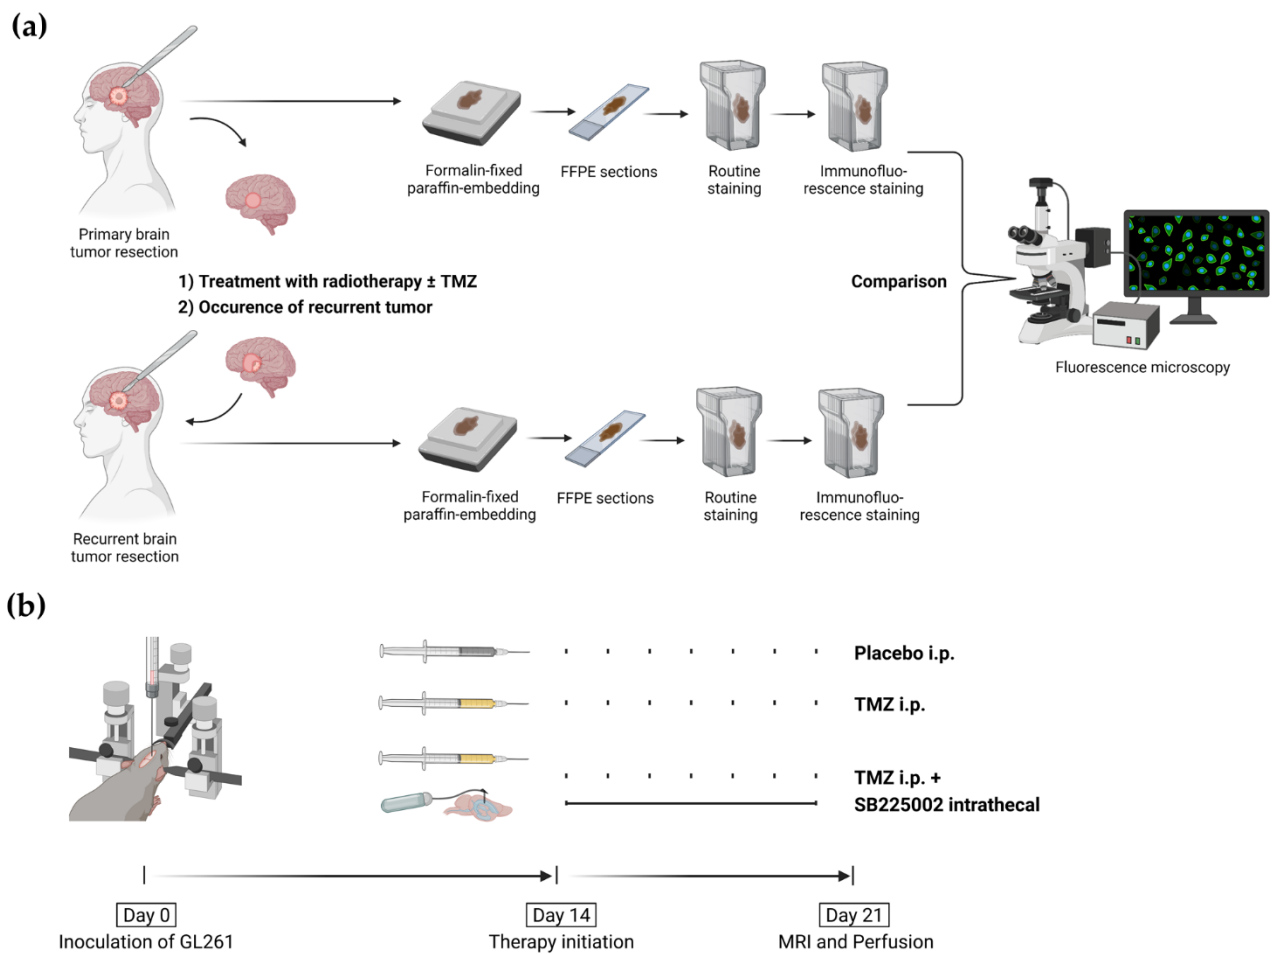 (a)
Primary brain
tumor resection
Formalin-fixed
paraffin-embedding
FFPE sections
Routine
staining
Immunofluo-
rescence staining
1) Treatment with radiotherapy ± TMZ
2) Occurence of recurrent tumor
Comparison
Fluorescence microscopy
Recurrent brain
tumor resection
Formalin-fixed
paraffin-embedding
FFPE sections
Routine
staining
Immunofluo-
rescence staining
(b)
Placebo i.p.
TMZ i.p.
TMZ i.p. +
SB225002 intrathecal
Day 0
Inoculation of GL261
Day 14
Therapy initiation
Day 21
MRI and Perfusion